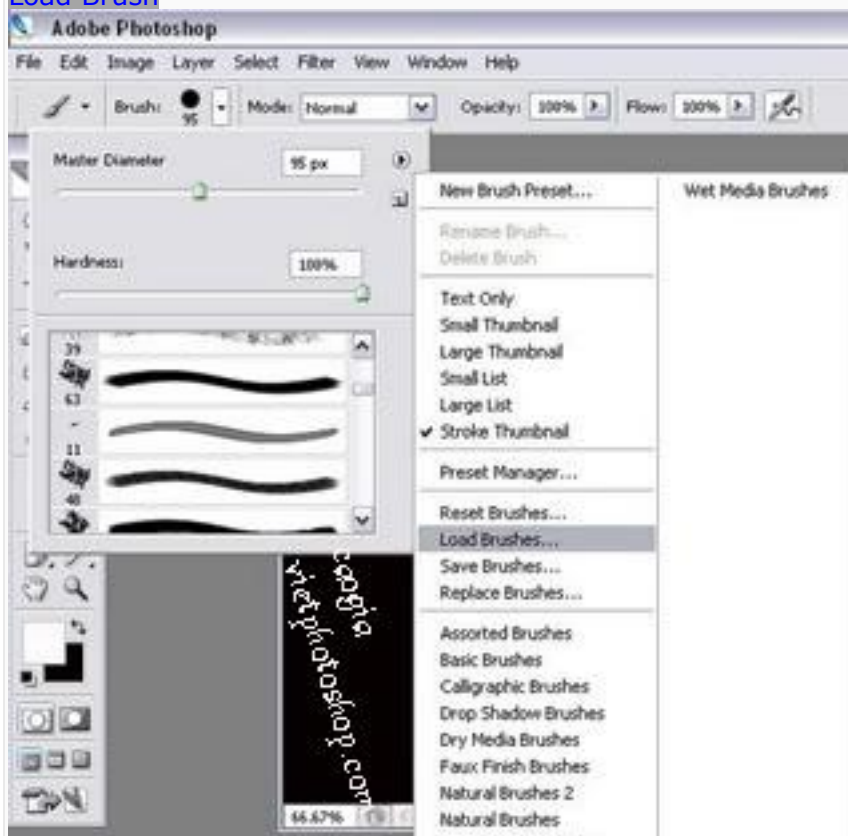 Load Brush
Adobe Photoshop
File Edit Image Layer Select Filter View Window Help
Brush: 95 Mode: Normal Opacity: 100% Flow: 100%
Master Diameter 95 px
Hardness: 100%
39
63
11
48
New Brush Preset...
Rename Brush...
Delete Brush
Text Only
Small Thumbnail
Large Thumbnail
Small List
Large List
Stroke Thumbnail
Preset Manager...
Reset Brushes...
Load Brushes...
Save Brushes...
Replace Brushes...
Assorted Brushes
Basic Brushes
Calligraphic Brushes
Drop Shadow Brushes
Dry Media Brushes
Faux Finish Brushes
Natural Brushes 2
Natural Brushes
Wet Media Brushes
vietphotoshop.com
66.67%